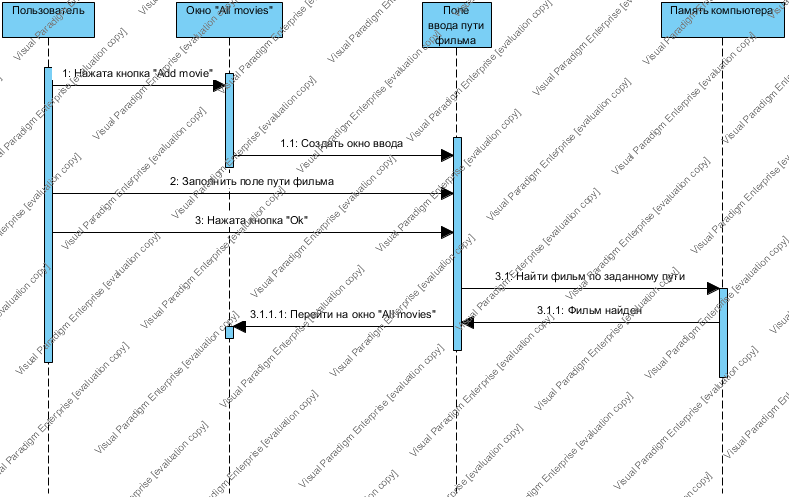 Пользователь
Окно "All movies"
Поле
ввода пути
фильма
Память компьютера
1: Нажата кнопка "Add movie"
1.1: Создать окно ввода
2: Заполнить поле пути фильма
3: Нажата кнопка "Ok"
3.1: Найти фильм по заданному пути
3.1.1: Фильм найден
3.1.1.1: Перейти на окно "All movies"
Visual Paradigm Enterprise [evaluation copy]